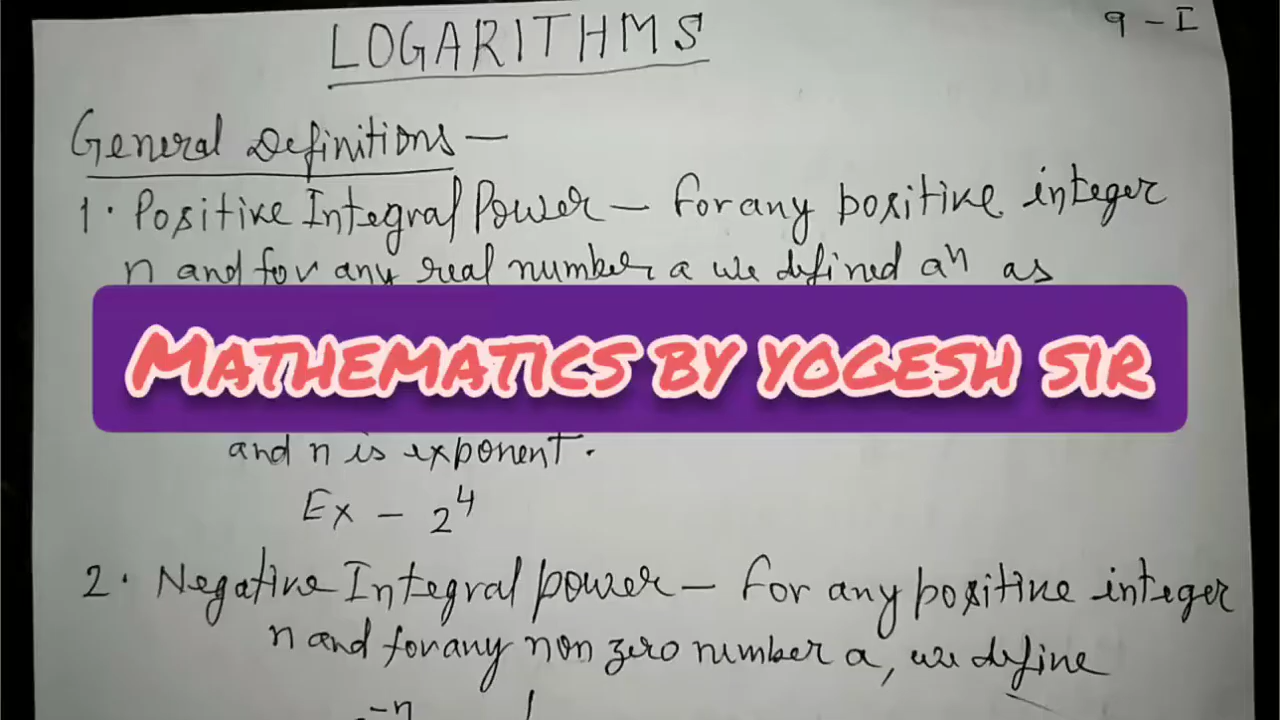 LOGARITHMS
9 - I
General Definitions —
1. Positive Integral Power — for any positive integer
n and for any real number a we defined aⁿ as
MATHEMATICS BY YOGESH SIR
and n is exponent.
Ex - 2⁴
2. Negative Integral power — for any positive integer
n and for any non zero number a, we define